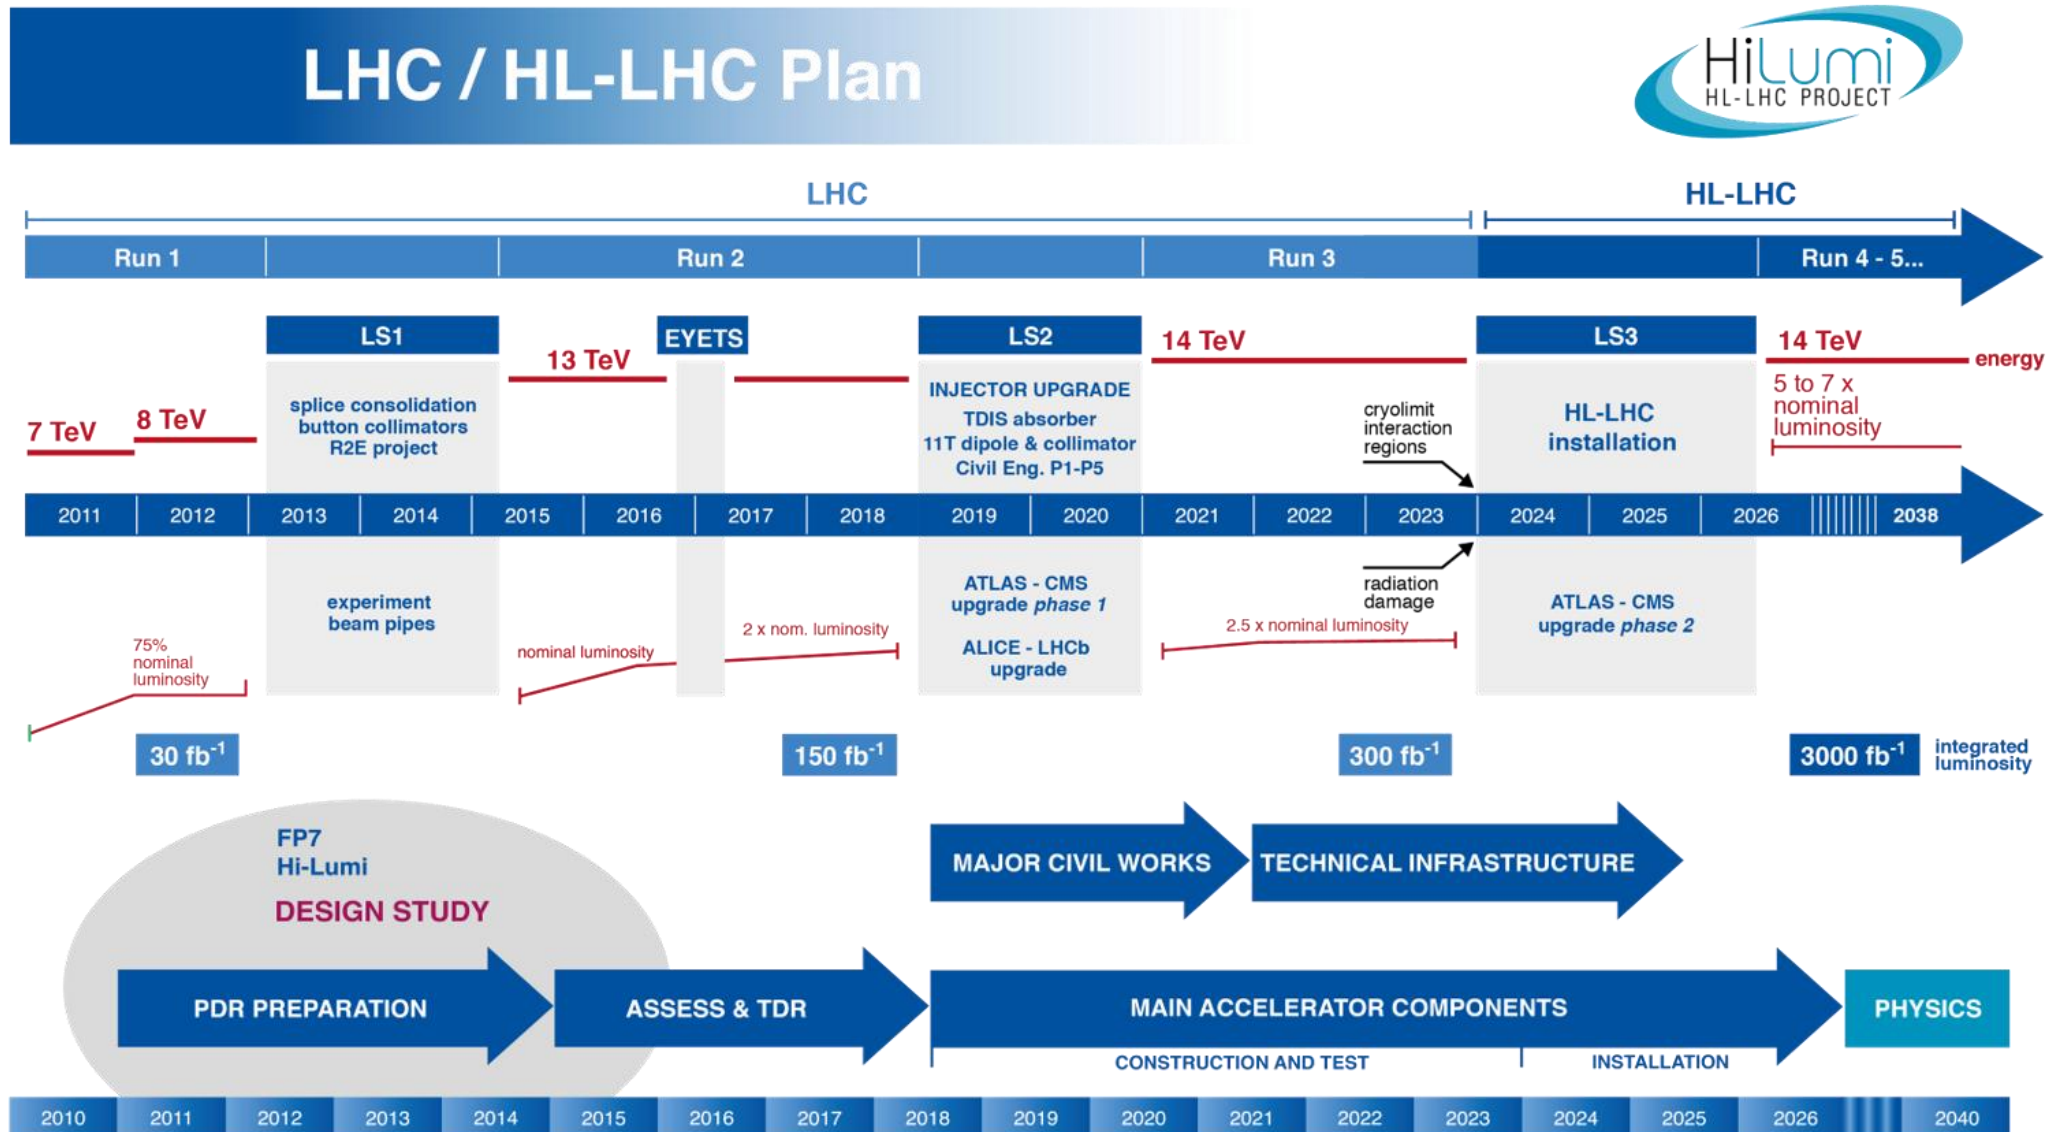 LHC / HL-LHC Plan
HiLumi
HL-LHC PROJECT
LHC
HL-LHC
Run 1
Run 2
Run 3
Run 4 - 5...
LS1
EYETS
LS2
LS3
7 TeV
8 TeV
13 TeV
14 TeV
14 TeV
energy
splice consolidation
button collimators
R2E project
INJECTOR UPGRADE
TDIS absorber
11T dipole & collimator
Civil Eng. P1-P5
cryolimit
interaction
regions
HL-LHC
installation
5 to 7 x
nominal
luminosity
2011 2012 2013 2014 2015 2016 2017 2018 2019 2020 2021 2022 2023 2024 2025 2026 2038
experiment
beam pipes
ATLAS - CMS
upgrade phase 1
ALICE - LHCb
upgrade
radiation
damage
ATLAS - CMS
upgrade phase 2
75%
nominal
luminosity
nominal luminosity
2 x nom. luminosity
2.5 x nominal luminosity
30 fb-1
150 fb-1
300 fb-1
3000 fb-1
integrated
luminosity
FP7
Hi-Lumi
DESIGN STUDY
MAJOR CIVIL WORKS
TECHNICAL INFRASTRUCTURE
PDR PREPARATION
ASSESS & TDR
MAIN ACCELERATOR COMPONENTS
PHYSICS
CONSTRUCTION AND TEST
INSTALLATION
2010 2011 2012 2013 2014 2015 2016 2017 2018 2019 2020 2021 2022 2023 2024 2025 2026 2040